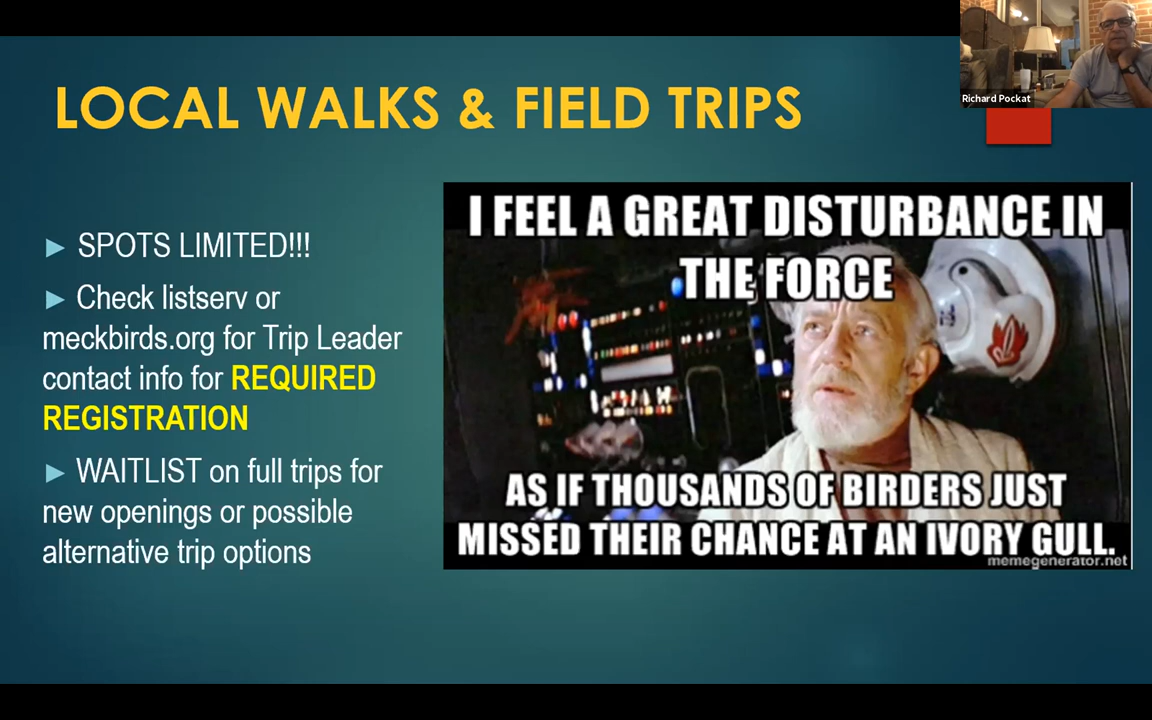 LOCAL WALKS & FIELD TRIPS
Richard Pockat
► SPOTS LIMITED!!!
► Check listserv or
meckbirds.org for Trip Leader
contact info for REQUIRED
REGISTRATION
► WAITLIST on full trips for
new openings or possible
alternative trip options
I FEEL A GREAT DISTURBANCE IN
THE FORCE
AS IF THOUSANDS OF BIRDERS JUST
MISSED THEIR CHANCE AT AN IVORY GULL.
memegenerator.net